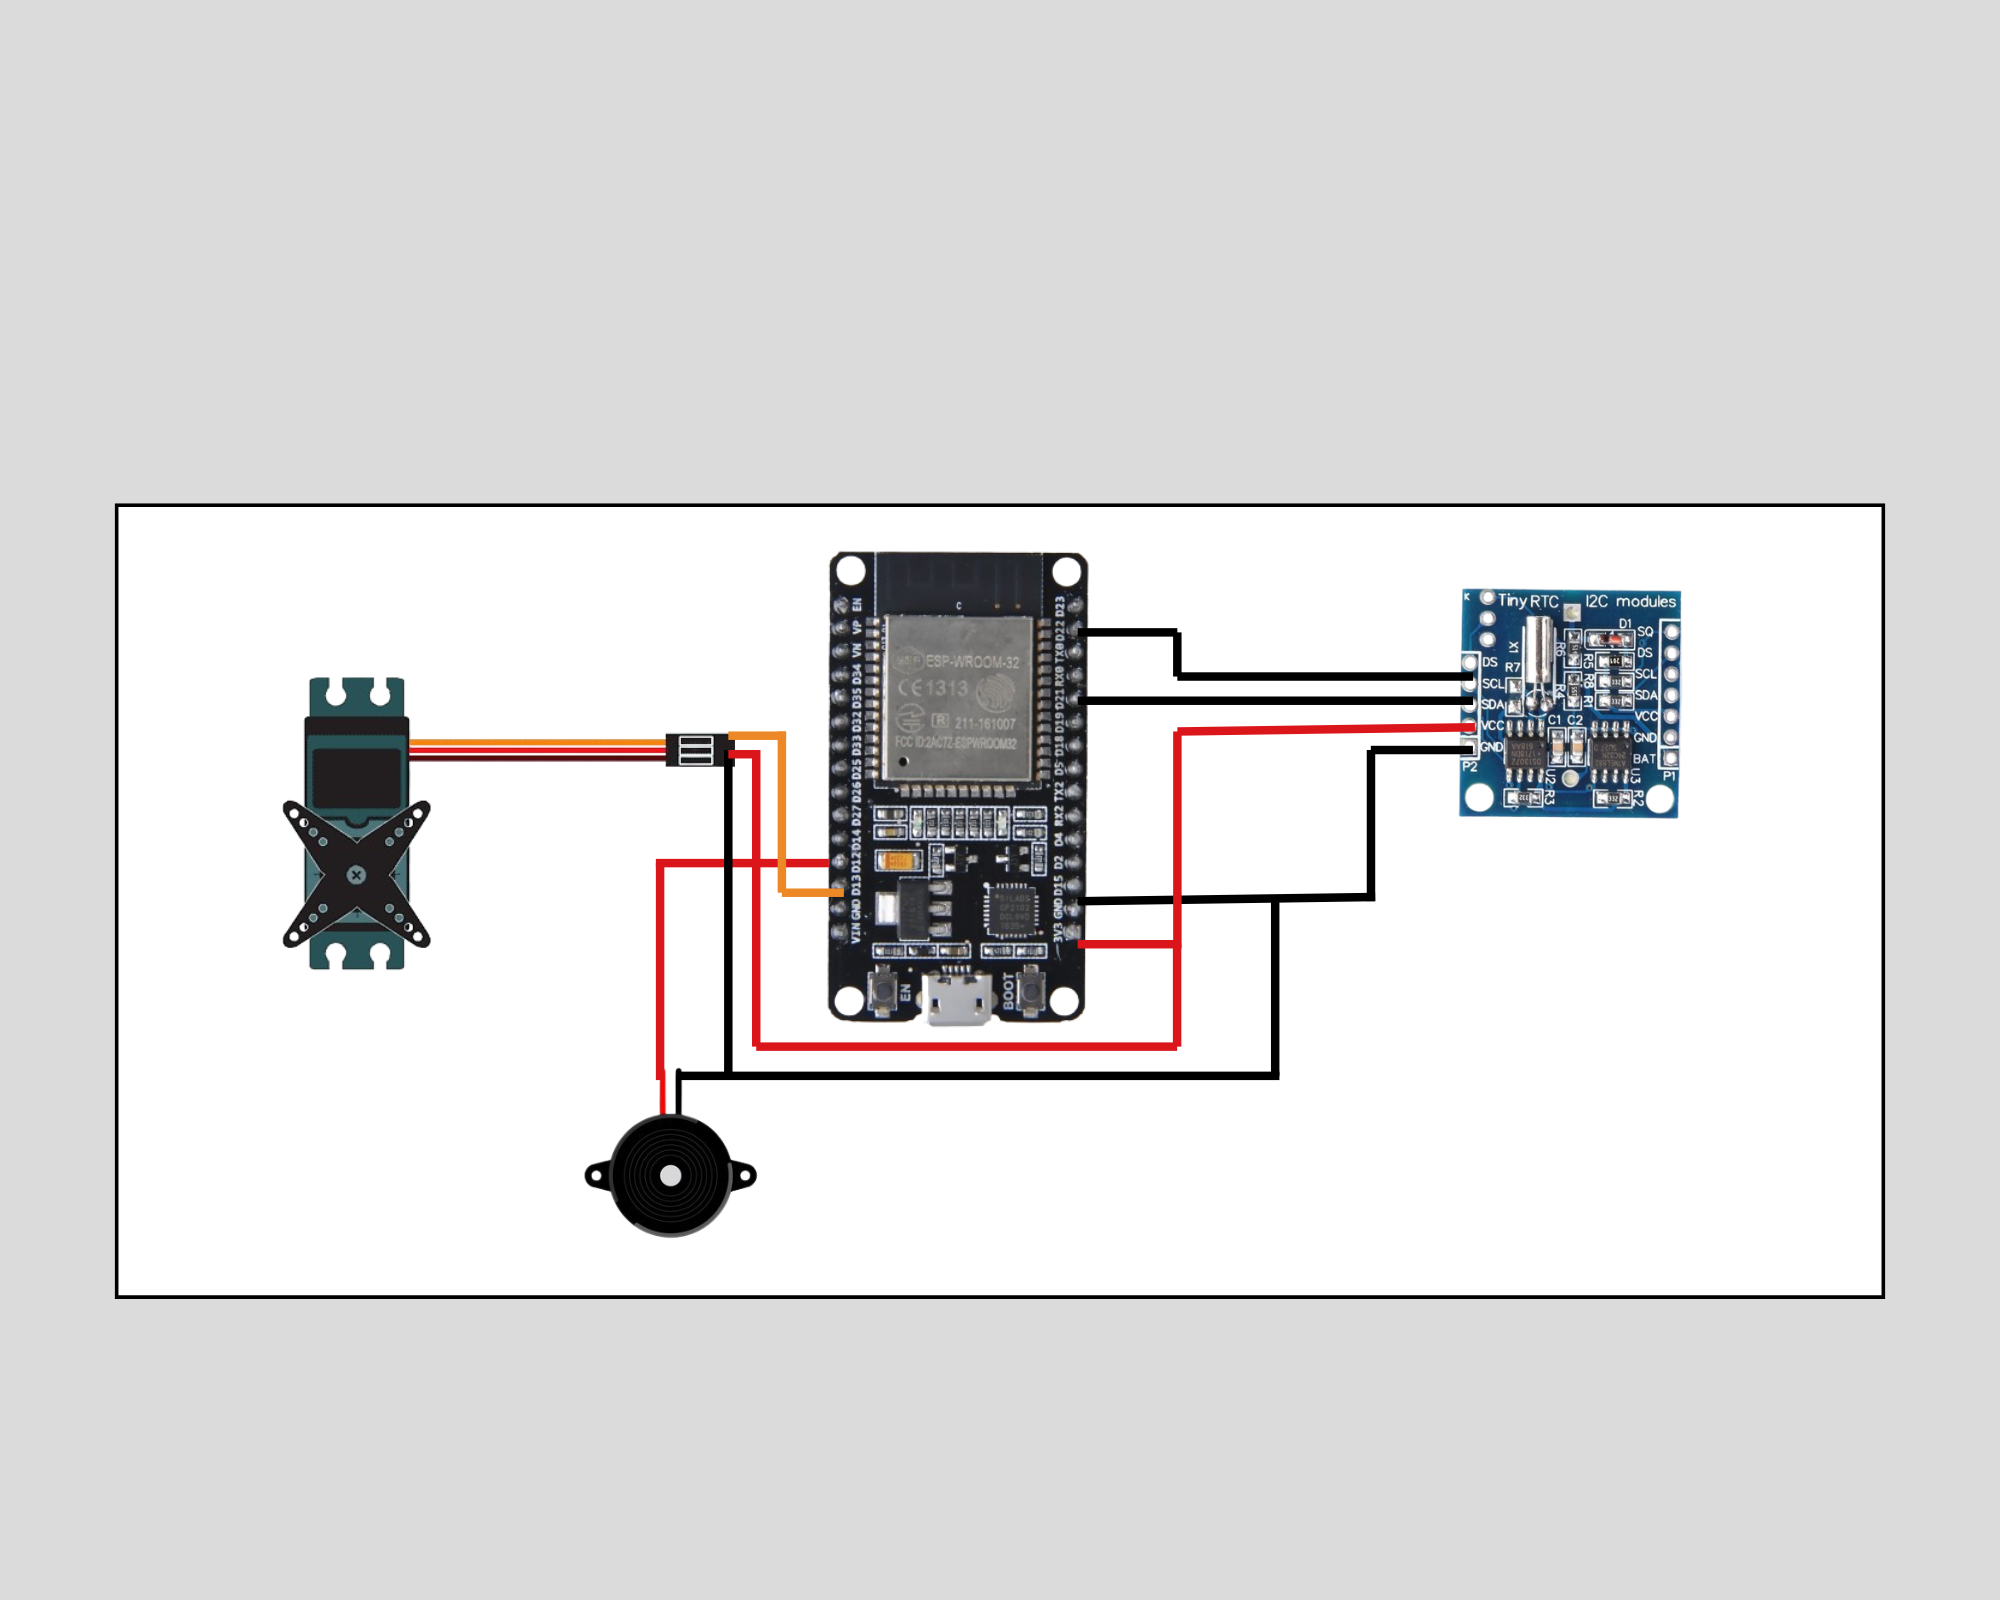 EN
VP
VN
D34
D35
D32
D33
D25
D26
D27
D14
D12
D13
GND
VIN
C
ESP-WROOM-32
CE1313
R 211-161007
FCC ID:2AC7Z-ESPWROOM32
D23
D22
TX0
RX0
D21
D19
D18
D5
TX2
RX2
D4
D2
D15
GND
3V3
EN
BOOT
K
Tiny RTC I2C modules
DS
SCL
SDA
VCC
GND
P2
X1
R7
R6
R4
D1
R5
R8
R1
C1 C2
U2
U3
R3
R2
SQ
DS
SCL
SDA
VCC
GND
BAT
P1